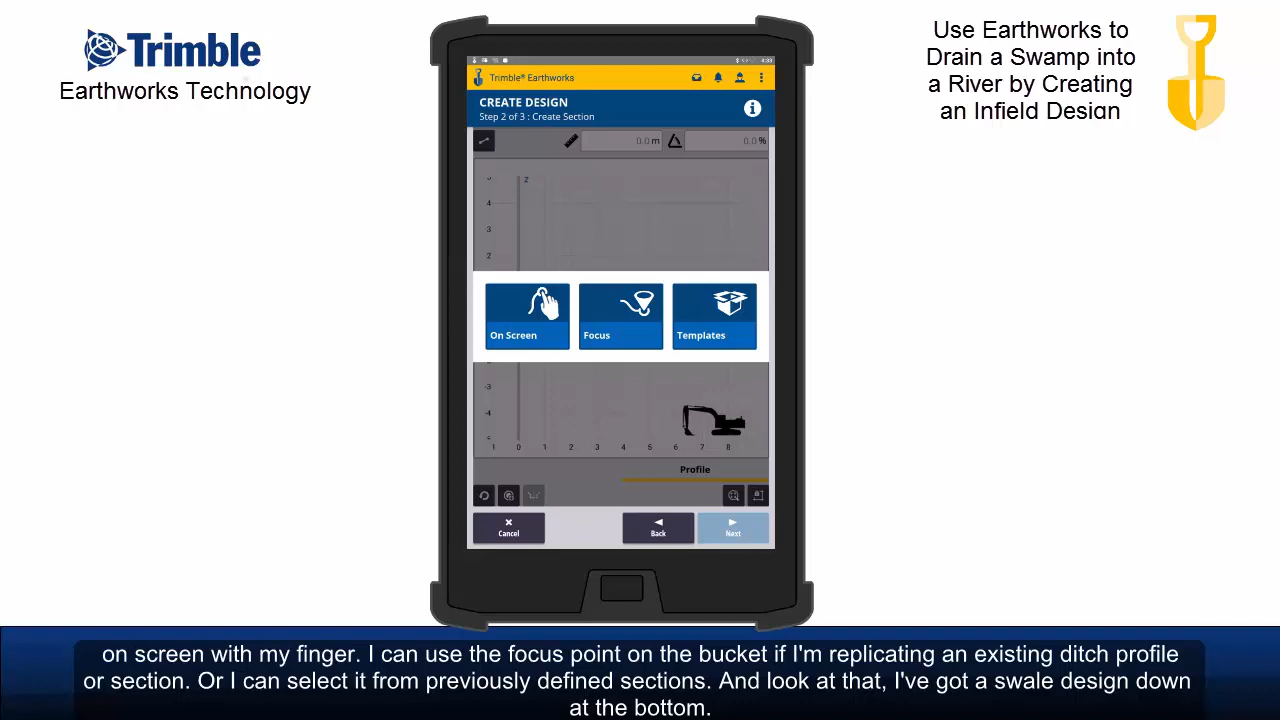 Trimble
Earthworks Technology
Use Earthworks to
Drain a Swamp into
a River by Creating
an Infield Design
4:33
Trimble® Earthworks
CREATE DESIGN
Step 2 of 3 : Create Section
0.0 m
0.0 %
Z
4
3
2
On Screen
Focus
Templates
-3
-4
1 0 1 2 3 4 5 6 7 8
Profile
Cancel
Back
Next
on screen with my finger. I can use the focus point on the bucket if I'm replicating an existing ditch profile
or section. Or I can select it from previously defined sections. And look at that, I've got a swale design down
at the bottom.